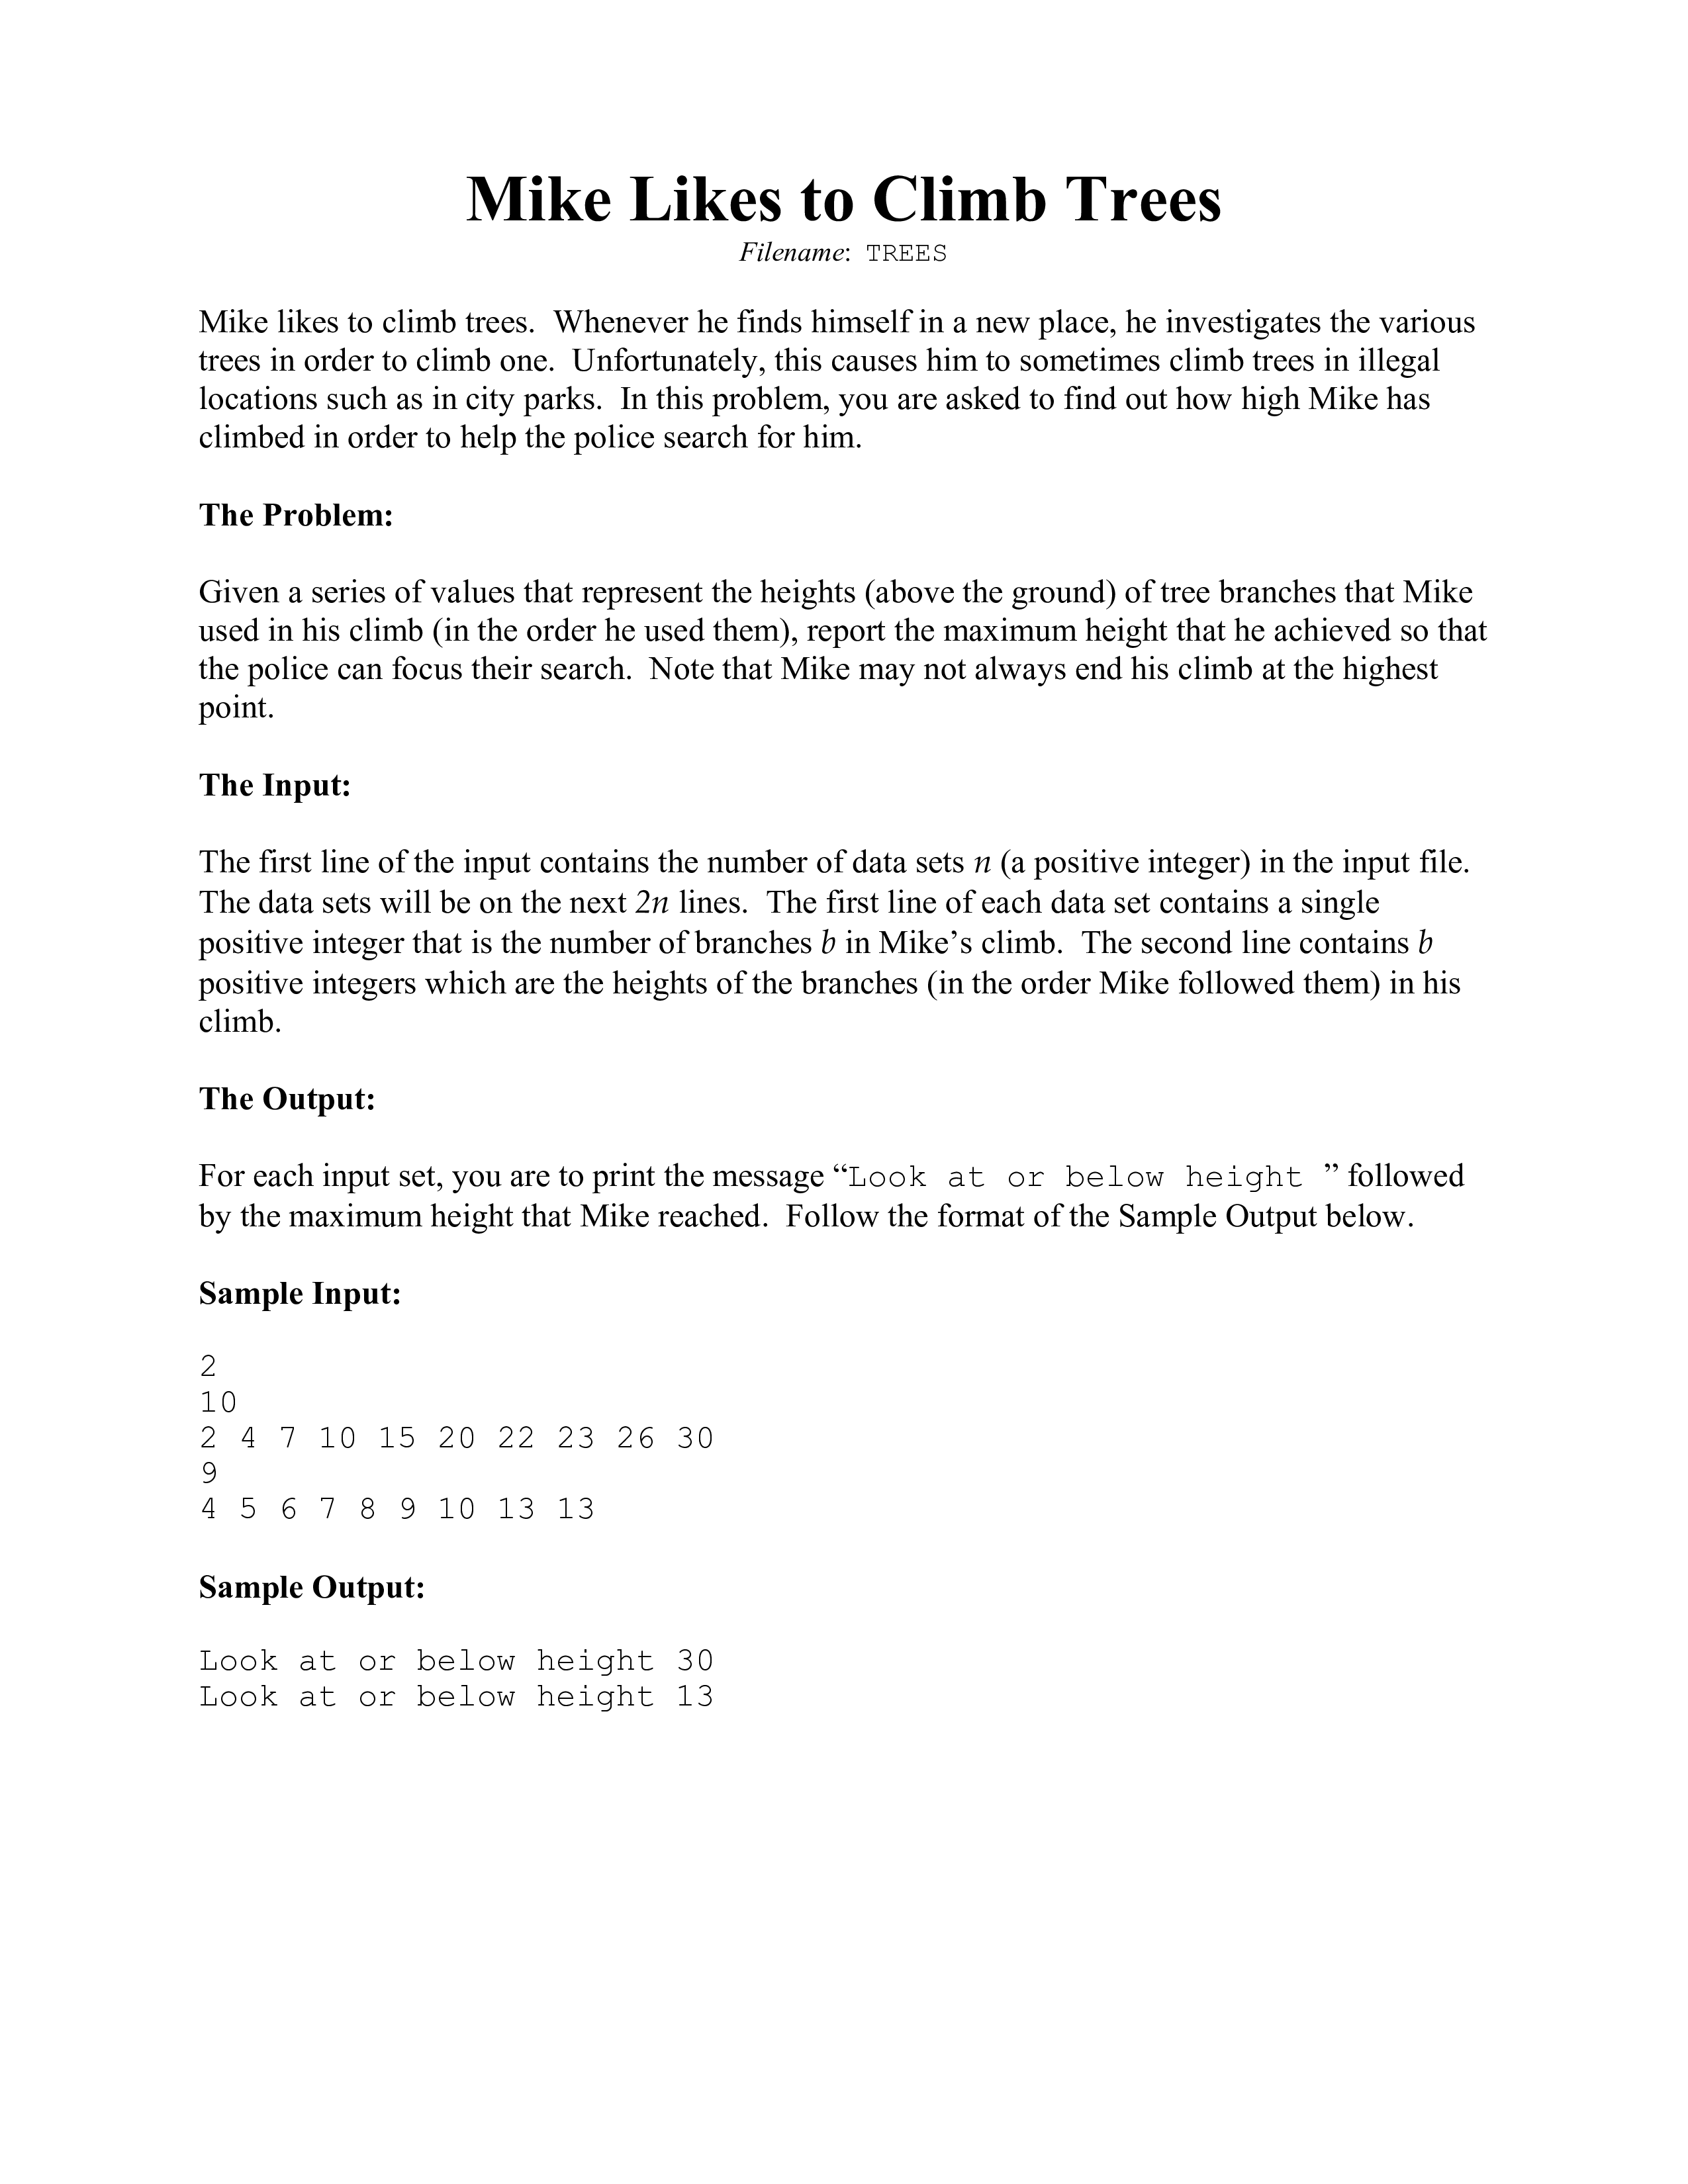 Mike Likes to Climb Trees
Filename: TREES
Mike likes to climb trees.  Whenever he finds himself in a new place, he investigates the various
trees in order to climb one.  Unfortunately, this causes him to sometimes climb trees in illegal
locations such as in city parks.  In this problem, you are asked to find out how high Mike has
climbed in order to help the police search for him.
The Problem:
Given a series of values that represent the heights (above the ground) of tree branches that Mike
used in his climb (in the order he used them), report the maximum height that he achieved so that
the police can focus their search.  Note that Mike may not always end his climb at the highest
point.
The Input:
The first line of the input contains the number of data sets n (a positive integer) in the input file.
The data sets will be on the next 2n lines.  The first line of each data set contains a single
positive integer that is the number of branches b in Mike’s climb.  The second line contains b
positive integers which are the heights of the branches (in the order Mike followed them) in his
climb.
The Output:
For each input set, you are to print the message “Look at or below height ” followed
by the maximum height that Mike reached.  Follow the format of the Sample Output below.
Sample Input:
2
10
2 4 7 10 15 20 22 23 26 30
9
4 5 6 7 8 9 10 13 13
Sample Output:
Look at or below height 30
Look at or below height 13